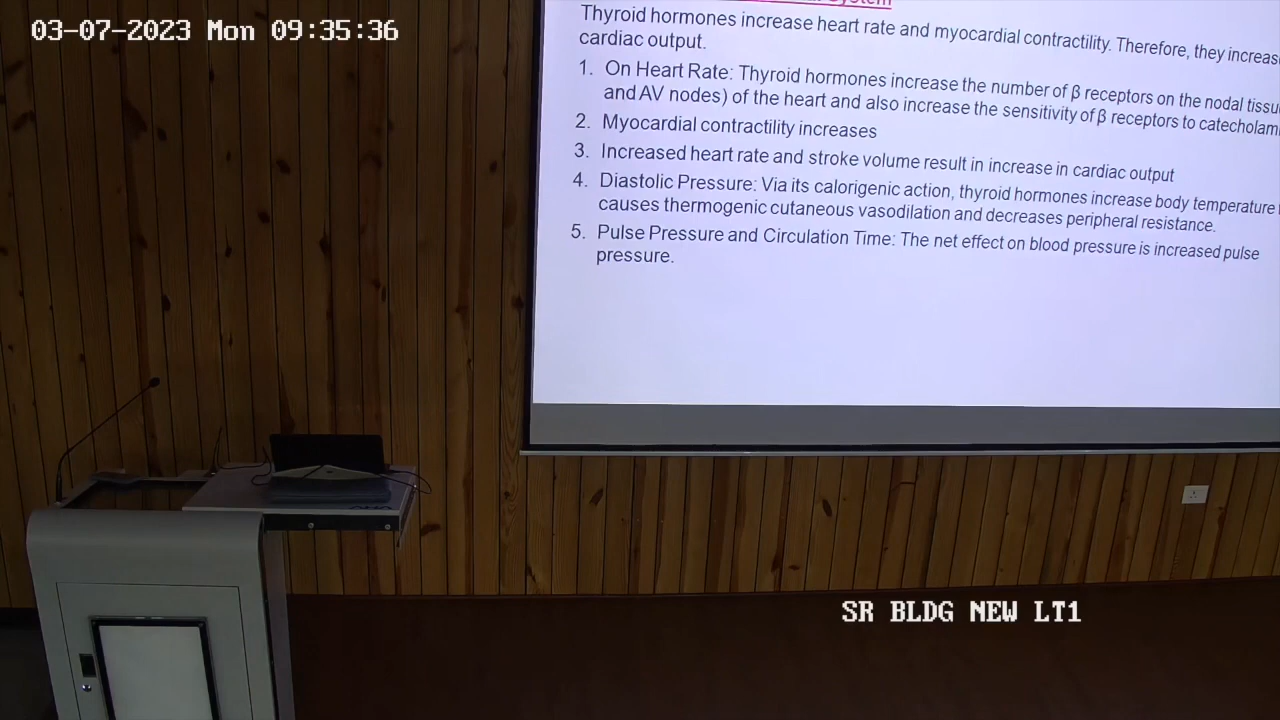 03-07-2023 Mon 09:35:36
System
Thyroid hormones increase heart rate and myocardial contractility. Therefore, they increas
cardiac output.
1. On Heart Rate: Thyroid hormones increase the number of β receptors on the nodal tissu
and AV nodes) of the heart and also increase the sensitivity of β receptors to catecholam
2. Myocardial contractility increases
3. Increased heart rate and stroke volume result in increase in cardiac output
4. Diastolic Pressure: Via its calorigenic action, thyroid hormones increase body temperature
causes thermogenic cutaneous vasodilation and decreases peripheral resistance.
5. Pulse Pressure and Circulation Time: The net effect on blood pressure is increased pulse
pressure.
SR BLDG NEW LT1